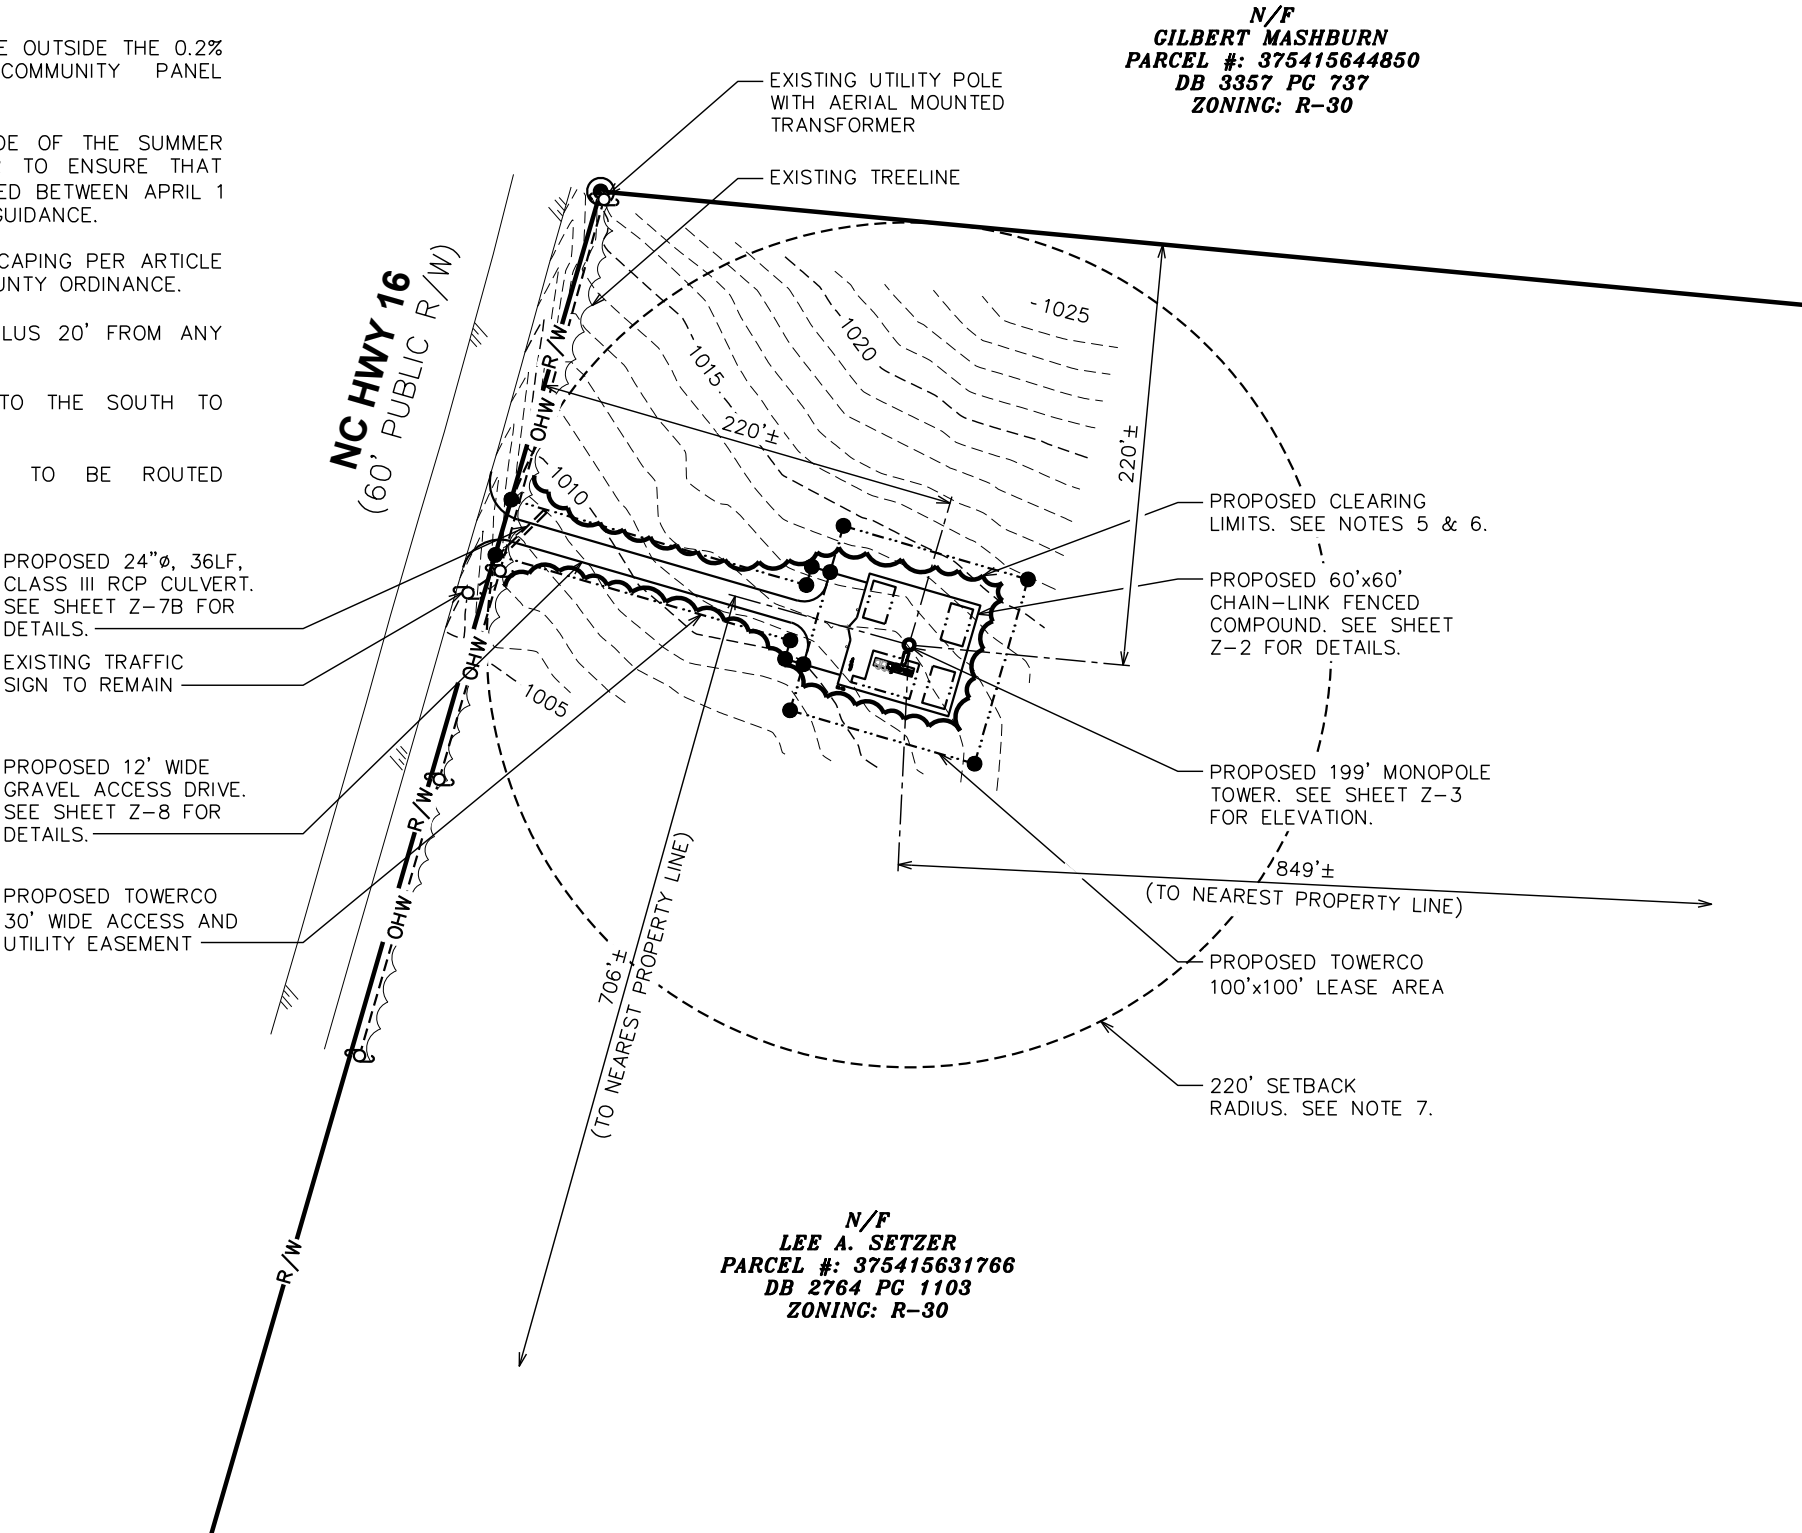 E OUTSIDE THE 0.2%
COMMUNITY PANEL
DE OF THE SUMMER
TO ENSURE THAT
ED BETWEEN APRIL 1
GUIDANCE.
CAPING PER ARTICLE
UNTY ORDINANCE.
LUS 20' FROM ANY
TO THE SOUTH TO
TO BE ROUTED
N/F
GILBERT MASHBURN
PARCEL #: 375415644850
DB 3357 PG 737
ZONING: R-30
EXISTING UTILITY POLE
WITH AERIAL MOUNTED
TRANSFORMER
EXISTING TREELINE
NC HWY 16
(60' PUBLIC R/W)
R/W
OHW
1025
1020
1015
1010
1005
220'±
220'±
PROPOSED CLEARING
LIMITS. SEE NOTES 5 & 6.
PROPOSED 60'x60'
CHAIN-LINK FENCED
COMPOUND. SEE SHEET
Z-2 FOR DETAILS.
PROPOSED 24"ø, 36LF,
CLASS III RCP CULVERT.
SEE SHEET Z-7B FOR
DETAILS.
EXISTING TRAFFIC
SIGN TO REMAIN
OHW
PROPOSED 12' WIDE
GRAVEL ACCESS DRIVE.
SEE SHEET Z-8 FOR
DETAILS.
R/W
PROPOSED TOWERCO
30' WIDE ACCESS AND
UTILITY EASEMENT
OHW
PROPOSED 199' MONOPOLE
TOWER. SEE SHEET Z-3
FOR ELEVATION.
849'±
(TO NEAREST PROPERTY LINE)
706'±
(TO NEAREST PROPERTY LINE)
PROPOSED TOWERCO
100'x100' LEASE AREA
220' SETBACK
RADIUS. SEE NOTE 7.
R/W
N/F
LEE A. SETZER
PARCEL #: 375415631766
DB 2764 PG 1103
ZONING: R-30